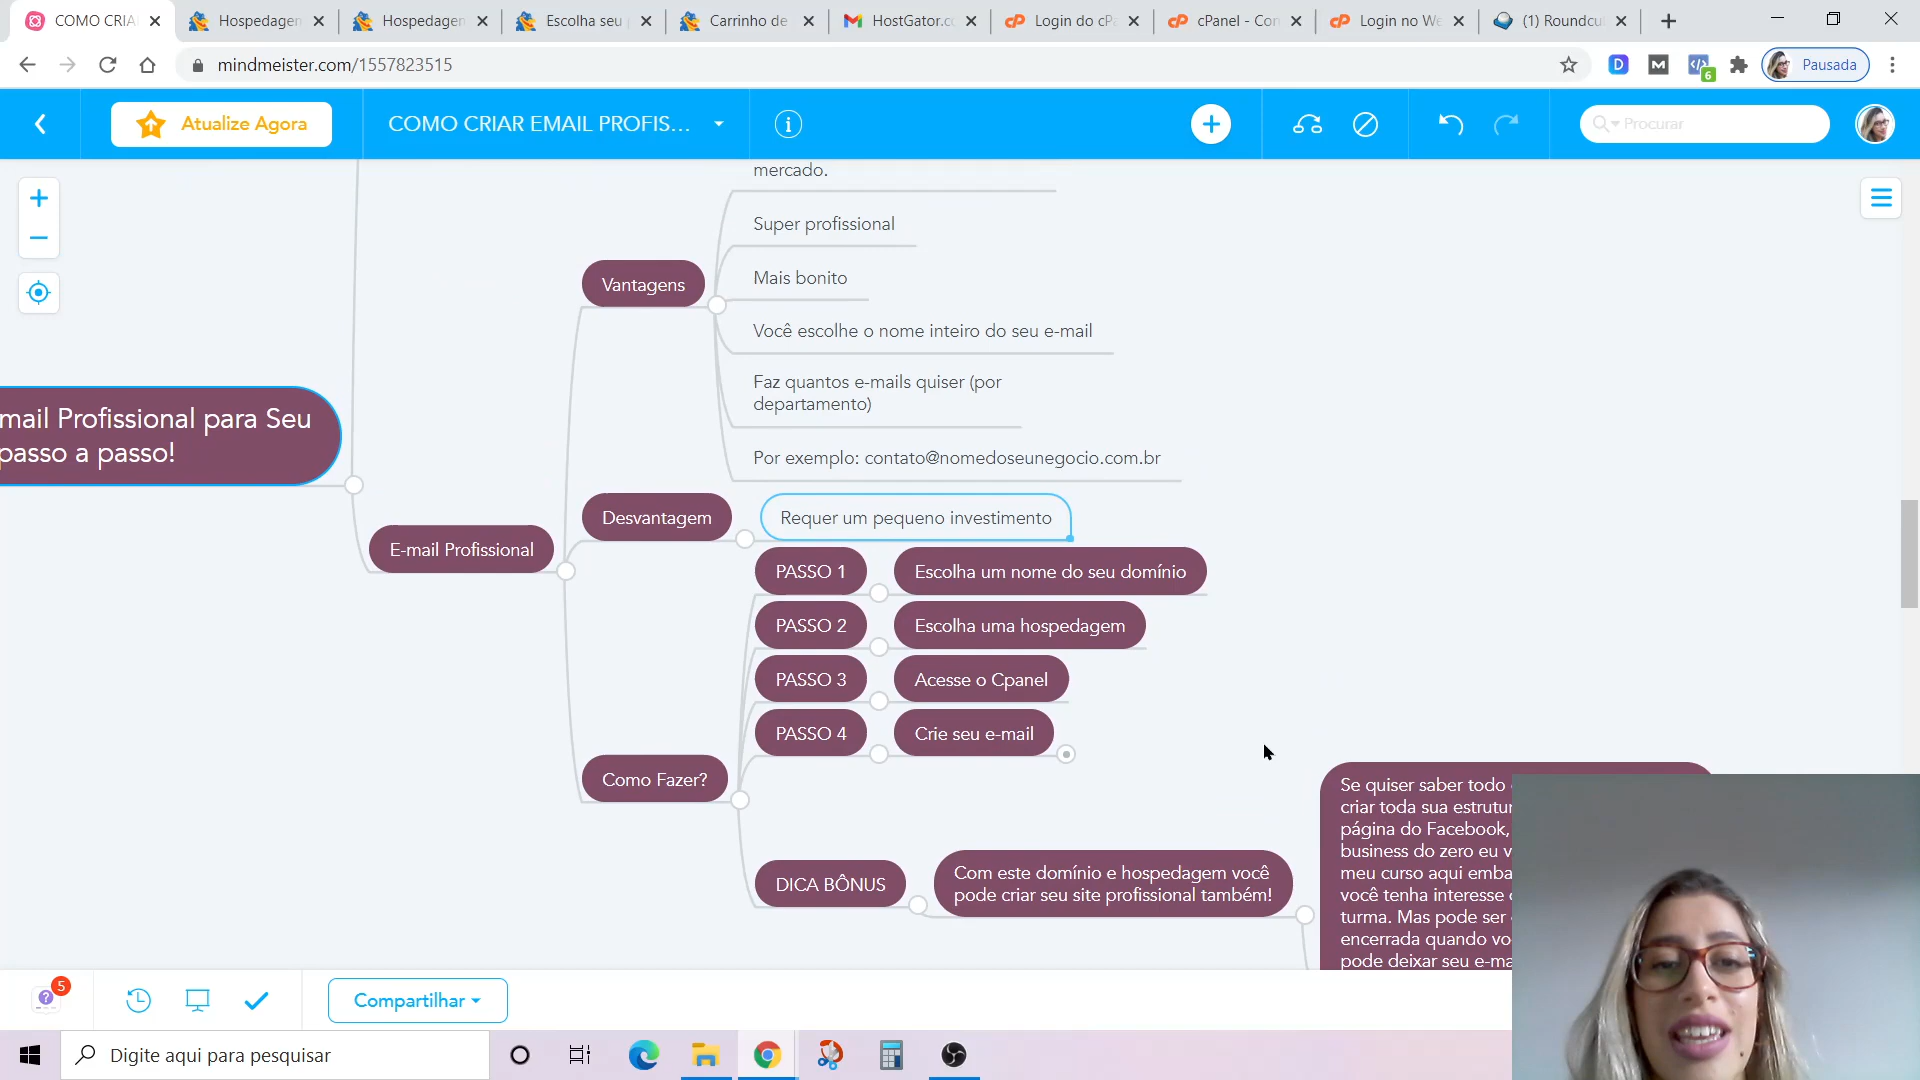 COMO CRIA
Hospedagen
Hospedagen
Escolha seu
Carrinho de
HostGator.c
Login do cPa
cPanel - Con
Login no We
(1) Roundcu
mindmeister.com/1557823515
6
Pausada
Atualize Agora
COMO CRIAR EMAIL PROFIS...
Procurar
mercado.
Super profissional
Vantagens
Mais bonito
Você escolhe o nome inteiro do seu e-mail
Faz quantos e-mails quiser (por
departamento)
Por exemplo: contato@nomedoseunegocio.com.br
mail Profissional para Seu
passo a passo!
Desvantagem
Requer um pequeno investimento
E-mail Profissional
PASSO 1
Escolha um nome do seu domínio
PASSO 2
Escolha uma hospedagem
PASSO 3
Acesse o Cpanel
PASSO 4
Crie seu e-mail
Como Fazer?
DICA BÔNUS
Com este domínio e hospedagem você
pode criar seu site profissional também!
Se quiser saber todo
criar toda sua estrutur
página do Facebook,
business do zero eu v
meu curso aqui emba
você tenha interesse
turma. Mas pode ser
encerrada quando vo
pode deixar seu e-ma
5
Compartilhar
Digite aqui para pesquisar